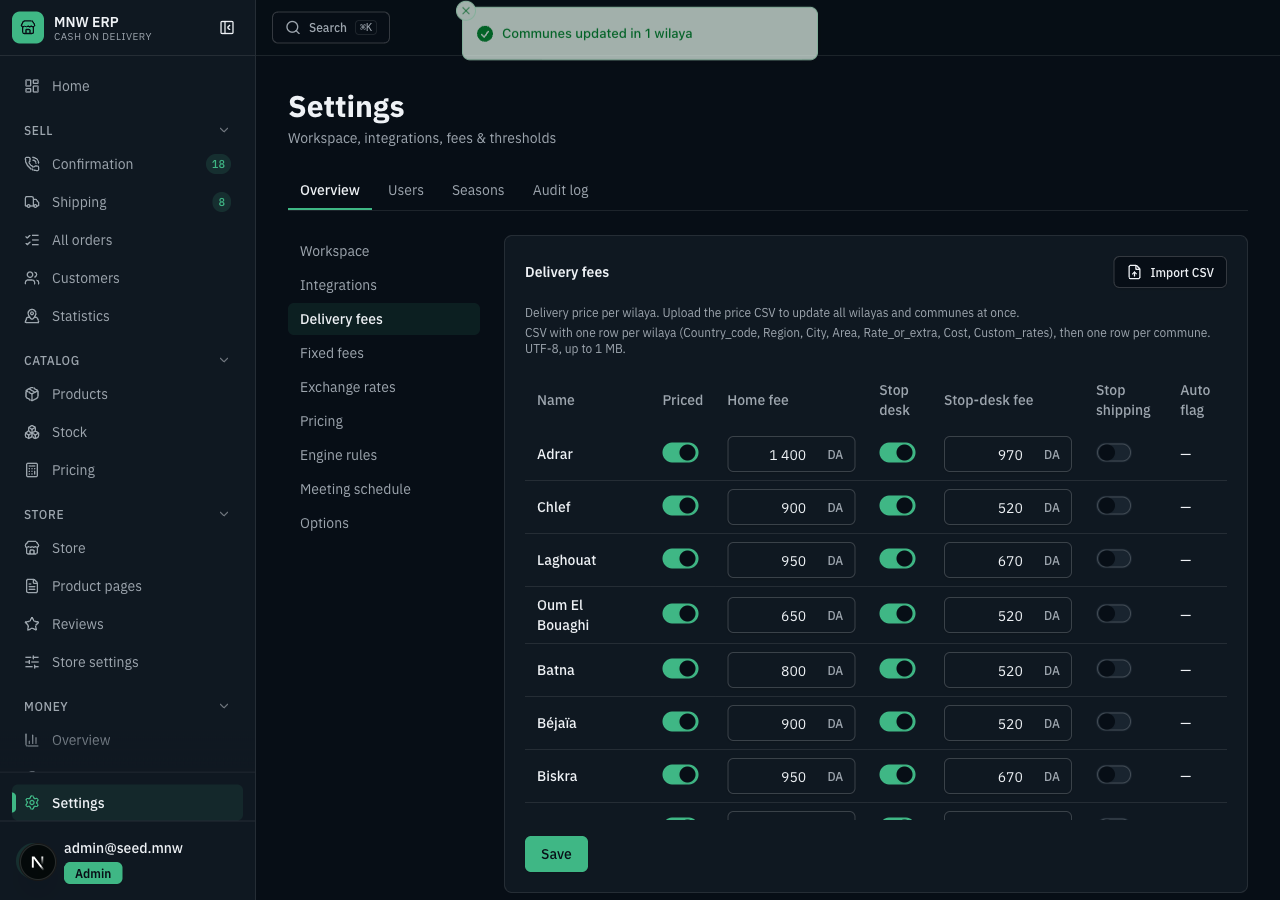 MNW ERP
CASH ON DELIVERY
Search ⌘K
Communes updated in 1 wilaya
Home
SELL
Confirmation 18
Shipping 8
All orders
Customers
Statistics
CATALOG
Products
Stock
Pricing
STORE
Store
Product pages
Reviews
Store settings
MONEY
Overview
Settings
N
admin@seed.mnw
Admin
Settings
Workspace, integrations, fees & thresholds
Overview Users Seasons Audit log
Workspace
Integrations
Delivery fees
Fixed fees
Exchange rates
Pricing
Engine rules
Meeting schedule
Options
Delivery fees
Import CSV
Delivery price per wilaya. Upload the price CSV to update all wilayas and communes at once.
CSV with one row per wilaya (Country_code, Region, City, Area, Rate_or_extra, Cost, Custom_rates), then one row per commune.
UTF-8, up to 1 MB.
Name Priced Home fee Stop desk Stop-desk fee Stop shipping Auto flag
Adrar 1 400 DA 970 DA —
Chlef 900 DA 520 DA —
Laghouat 950 DA 670 DA —
Oum El Bouaghi 650 DA 520 DA —
Batna 800 DA 520 DA —
Béjaïa 900 DA 520 DA —
Biskra 950 DA 670 DA —
Save